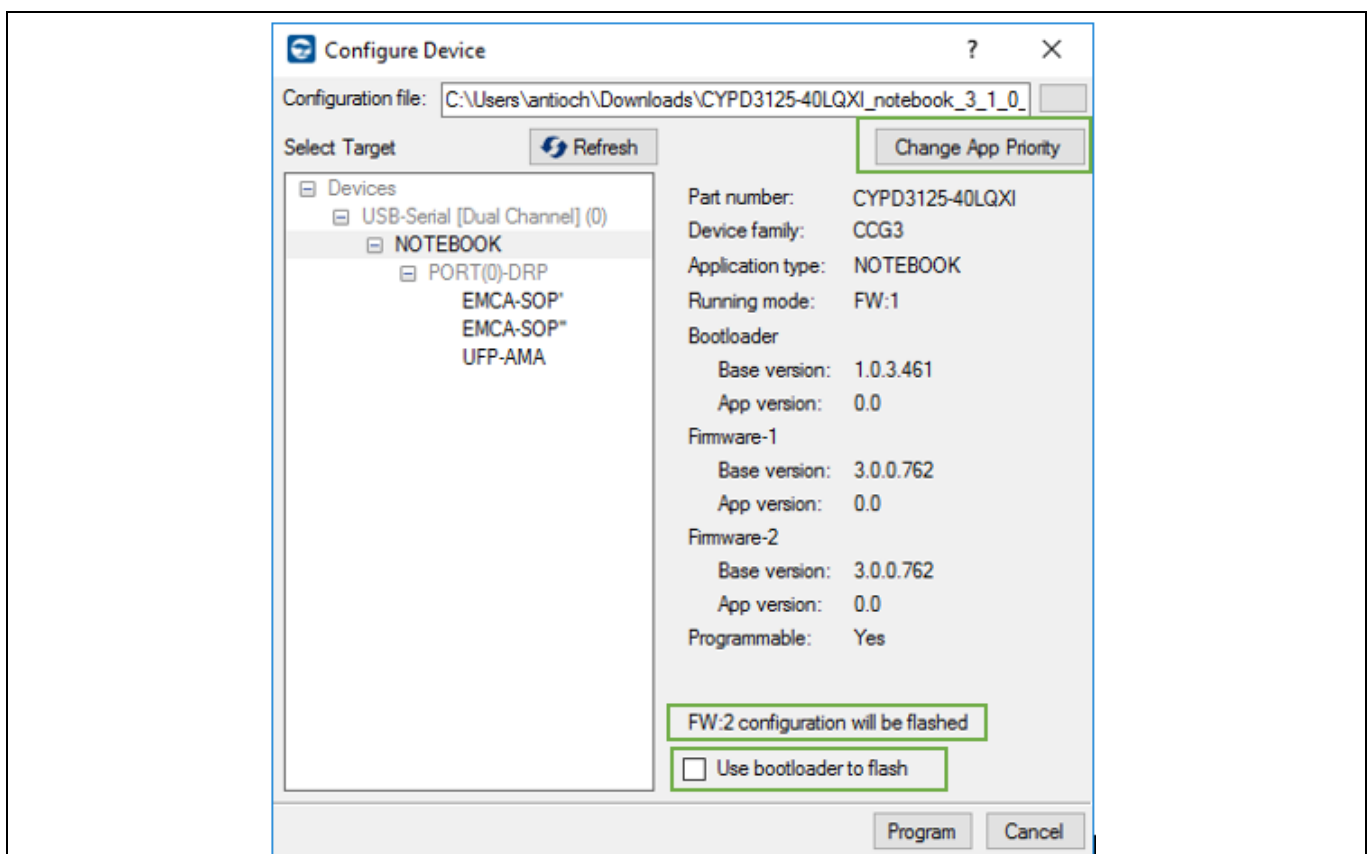 Configure Device ? ×
Configuration file: C:\Users\antioch\Downloads\CYPD3125-40LQXI_notebook_3_1_0_
Select Target Refresh Change App Priority
Devices
USB-Serial [Dual Channel] (0)
NOTEBOOK
PORT(0)-DRP
EMCA-SOP'
EMCA-SOP"
UFP-AMA
Part number: CYPD3125-40LQXI
Device family: CCG3
Application type: NOTEBOOK
Running mode: FW:1
Bootloader
Base version: 1.0.3.461
App version: 0.0
Firmware-1
Base version: 3.0.0.762
App version: 0.0
Firmware-2
Base version: 3.0.0.762
App version: 0.0
Programmable: Yes
FW:2 configuration will be flashed
Use bootloader to flash
Program Cancel